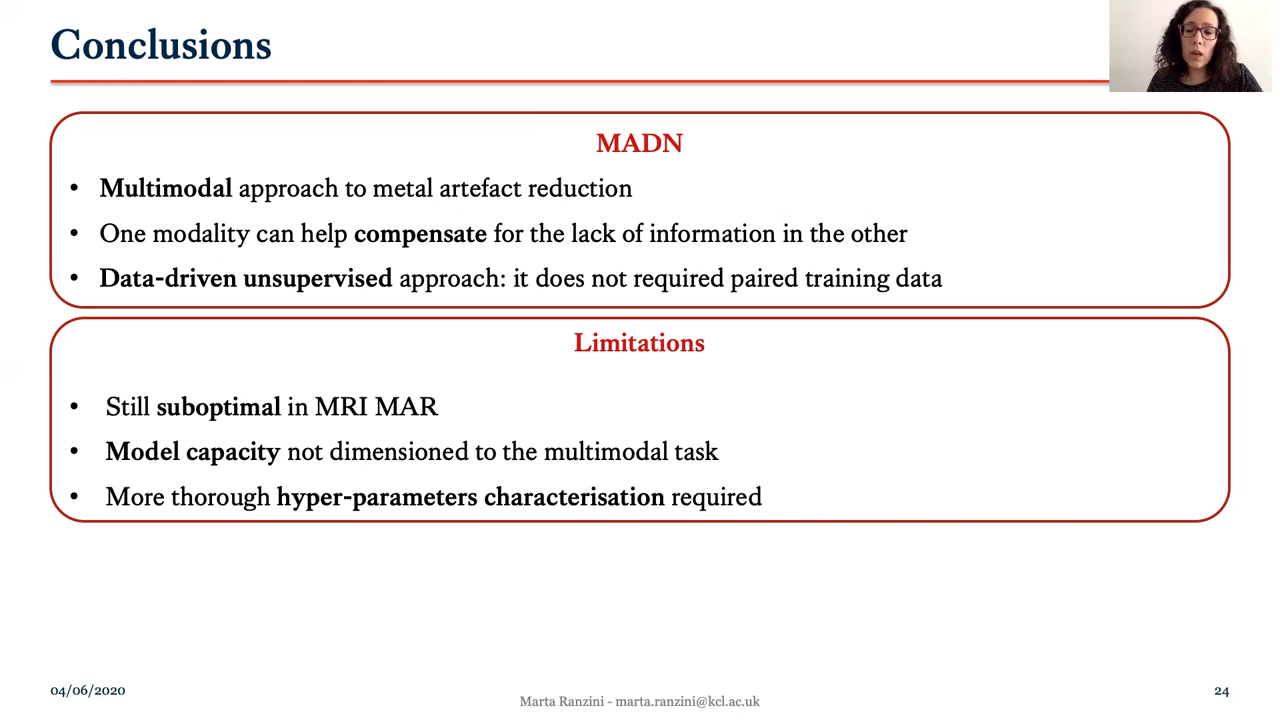 Conclusions
MADN
• Multimodal approach to metal artefact reduction
• One modality can help compensate for the lack of information in the other
• Data-driven unsupervised approach: it does not required paired training data
Limitations
• Still suboptimal in MRI MAR
• Model capacity not dimensioned to the multimodal task
• More thorough hyper-parameters characterisation required
04/06/2020
Marta Ranzini - marta.ranzini@kcl.ac.uk
24